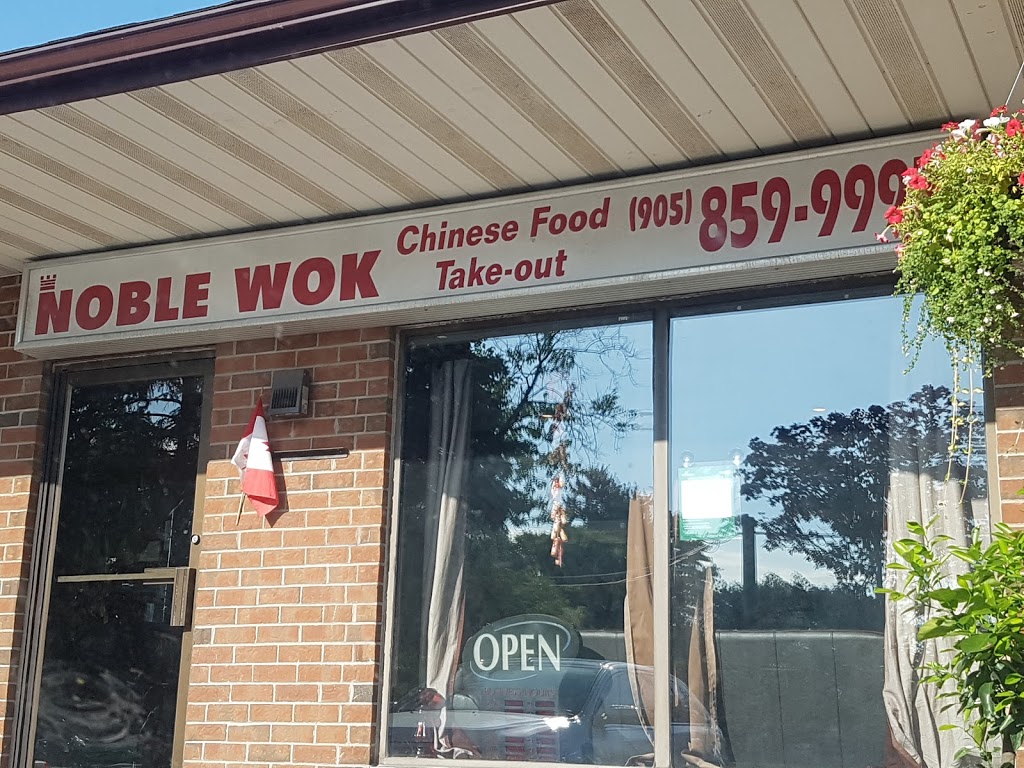 NOBLE WOK
Chinese Food
Take-out
(905) 859-999
OPEN